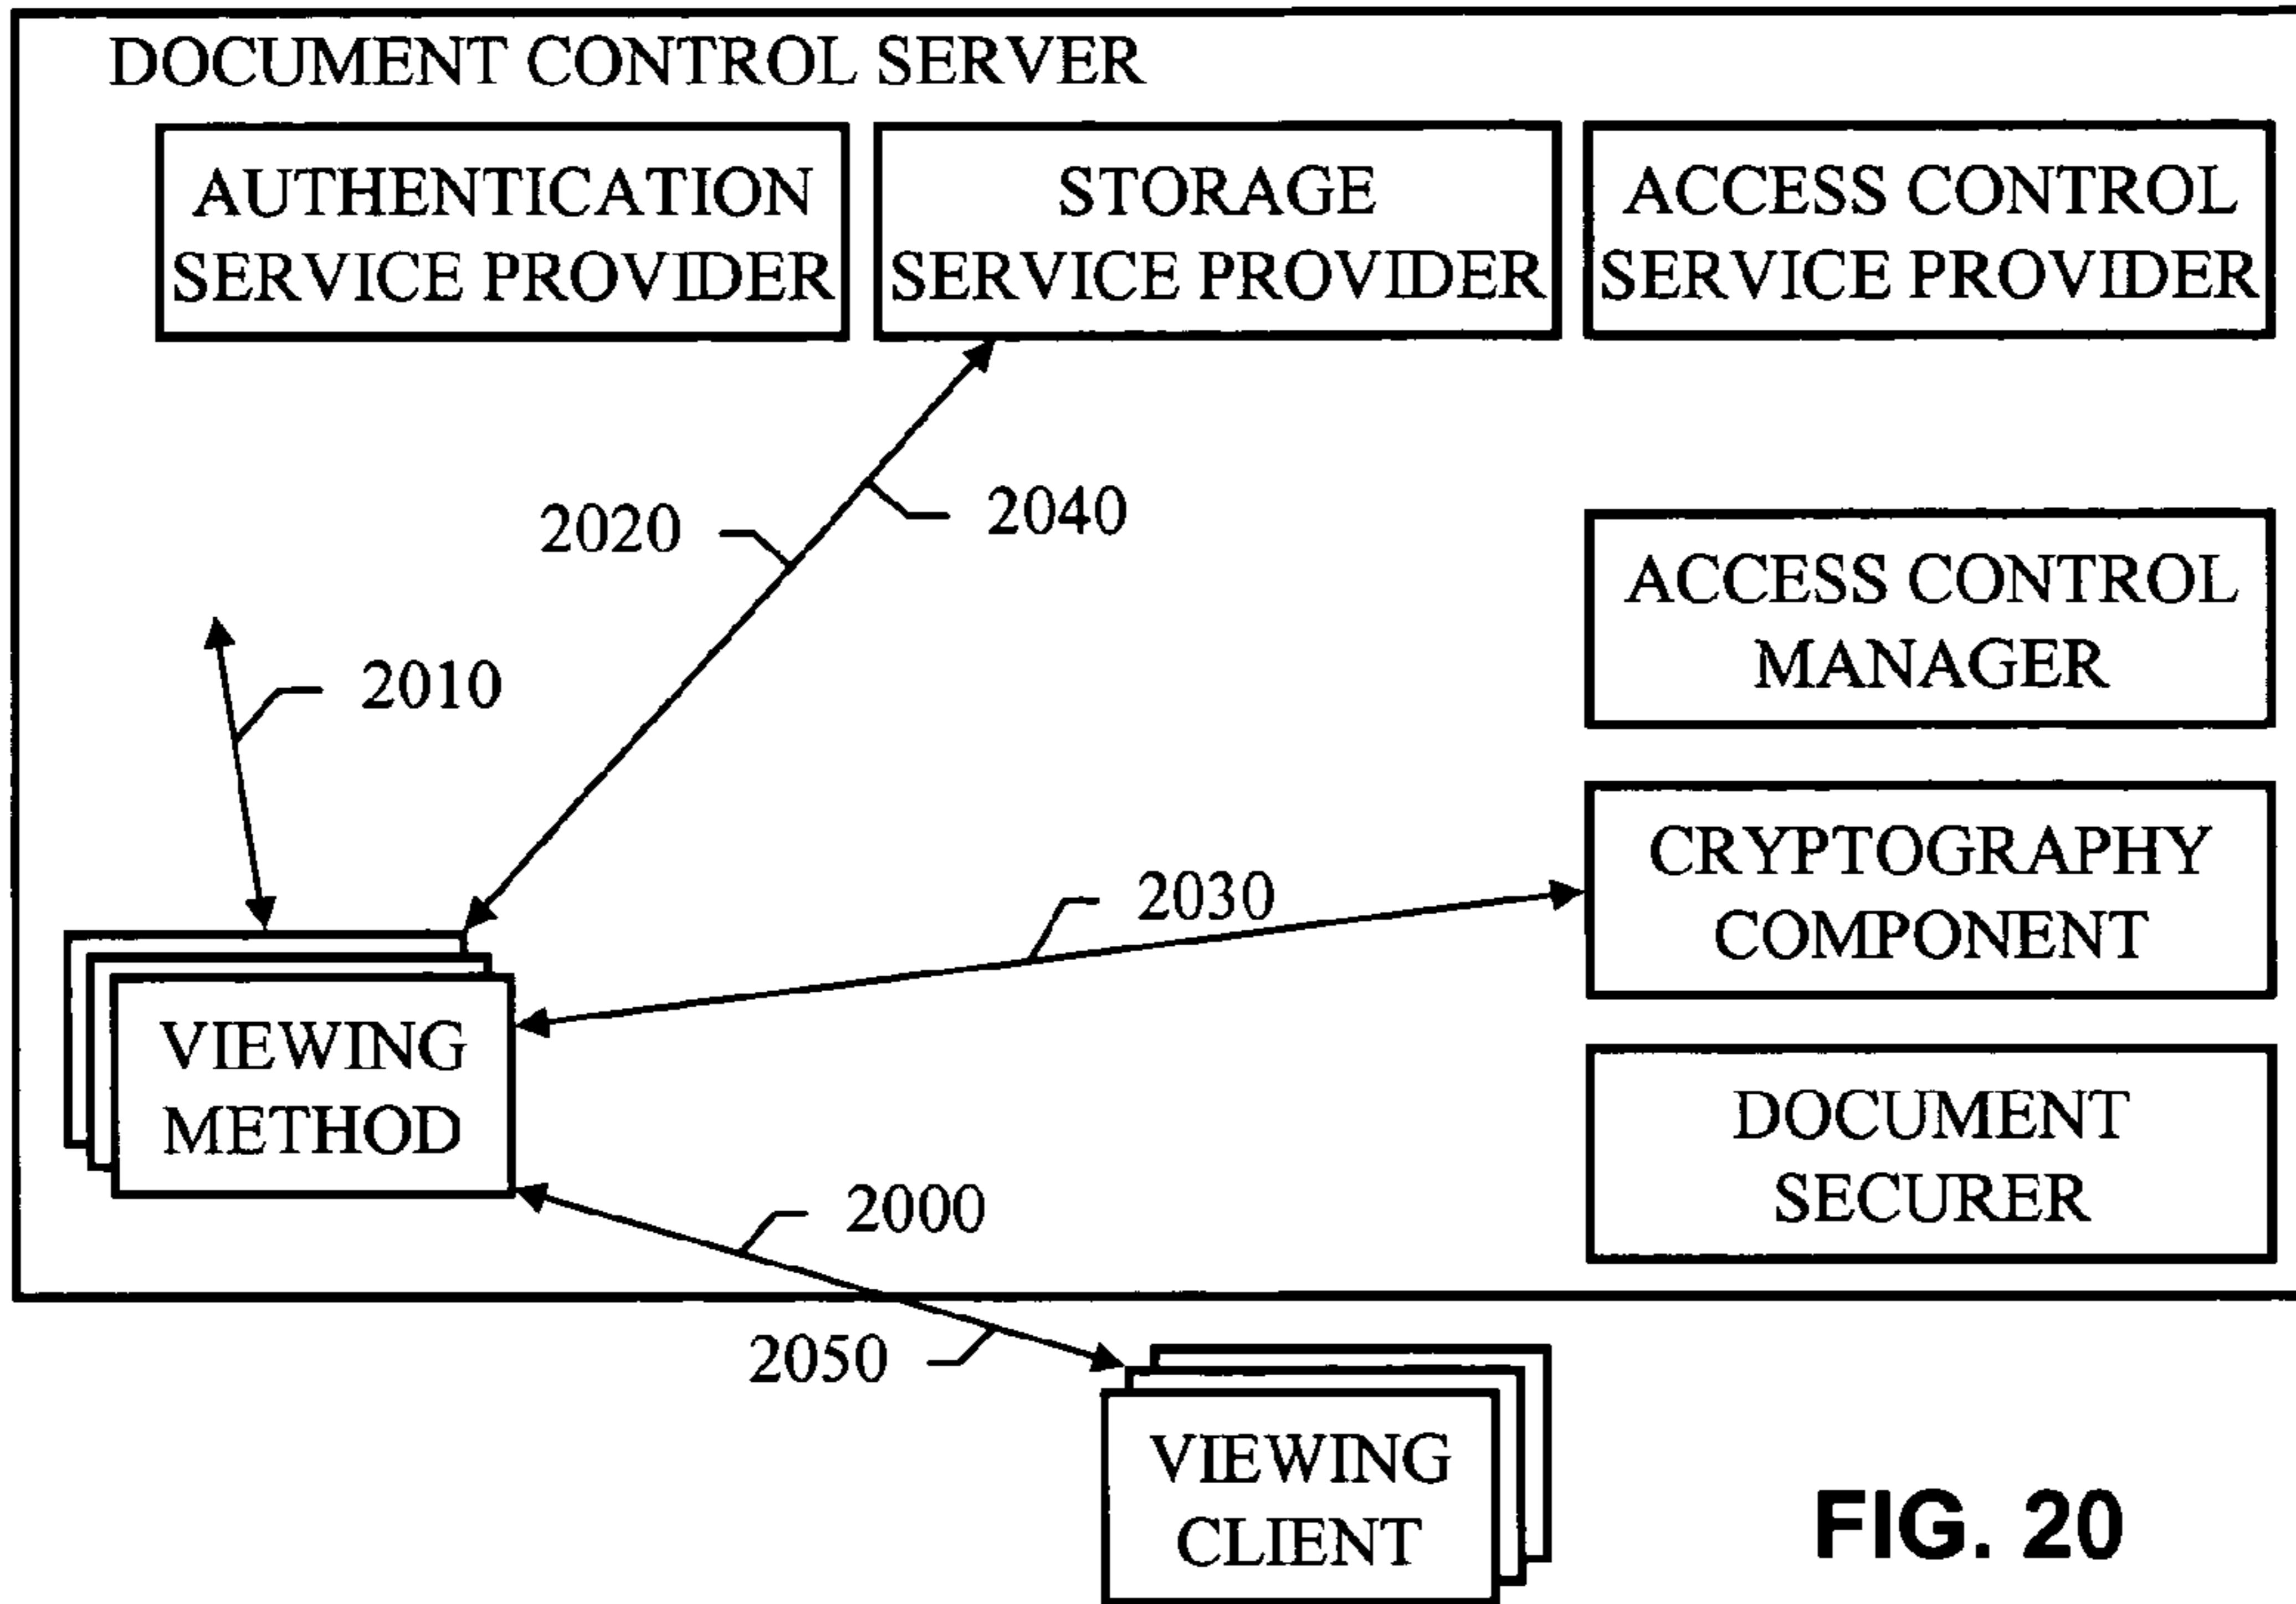 DOCUMENT CONTROL SERVER
AUTHENTICATION
SERVICE PROVIDER
STORAGE
SERVICE PROVIDER
ACCESS CONTROL
SERVICE PROVIDER
2020
2040
ACCESS CONTROL
MANAGER
2010
2030
CRYPTOGRAPHY
COMPONENT
VIEWING
METHOD
DOCUMENT
SECURER
2000
2050
VIEWING
CLIENT
FIG. 20